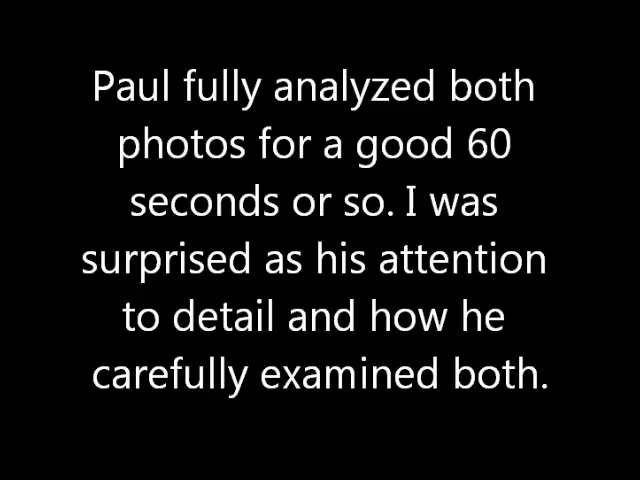 Paul fully analyzed both
photos for a good 60
seconds or so. I was
surprised as his attention
to detail and how he
carefully examined both.